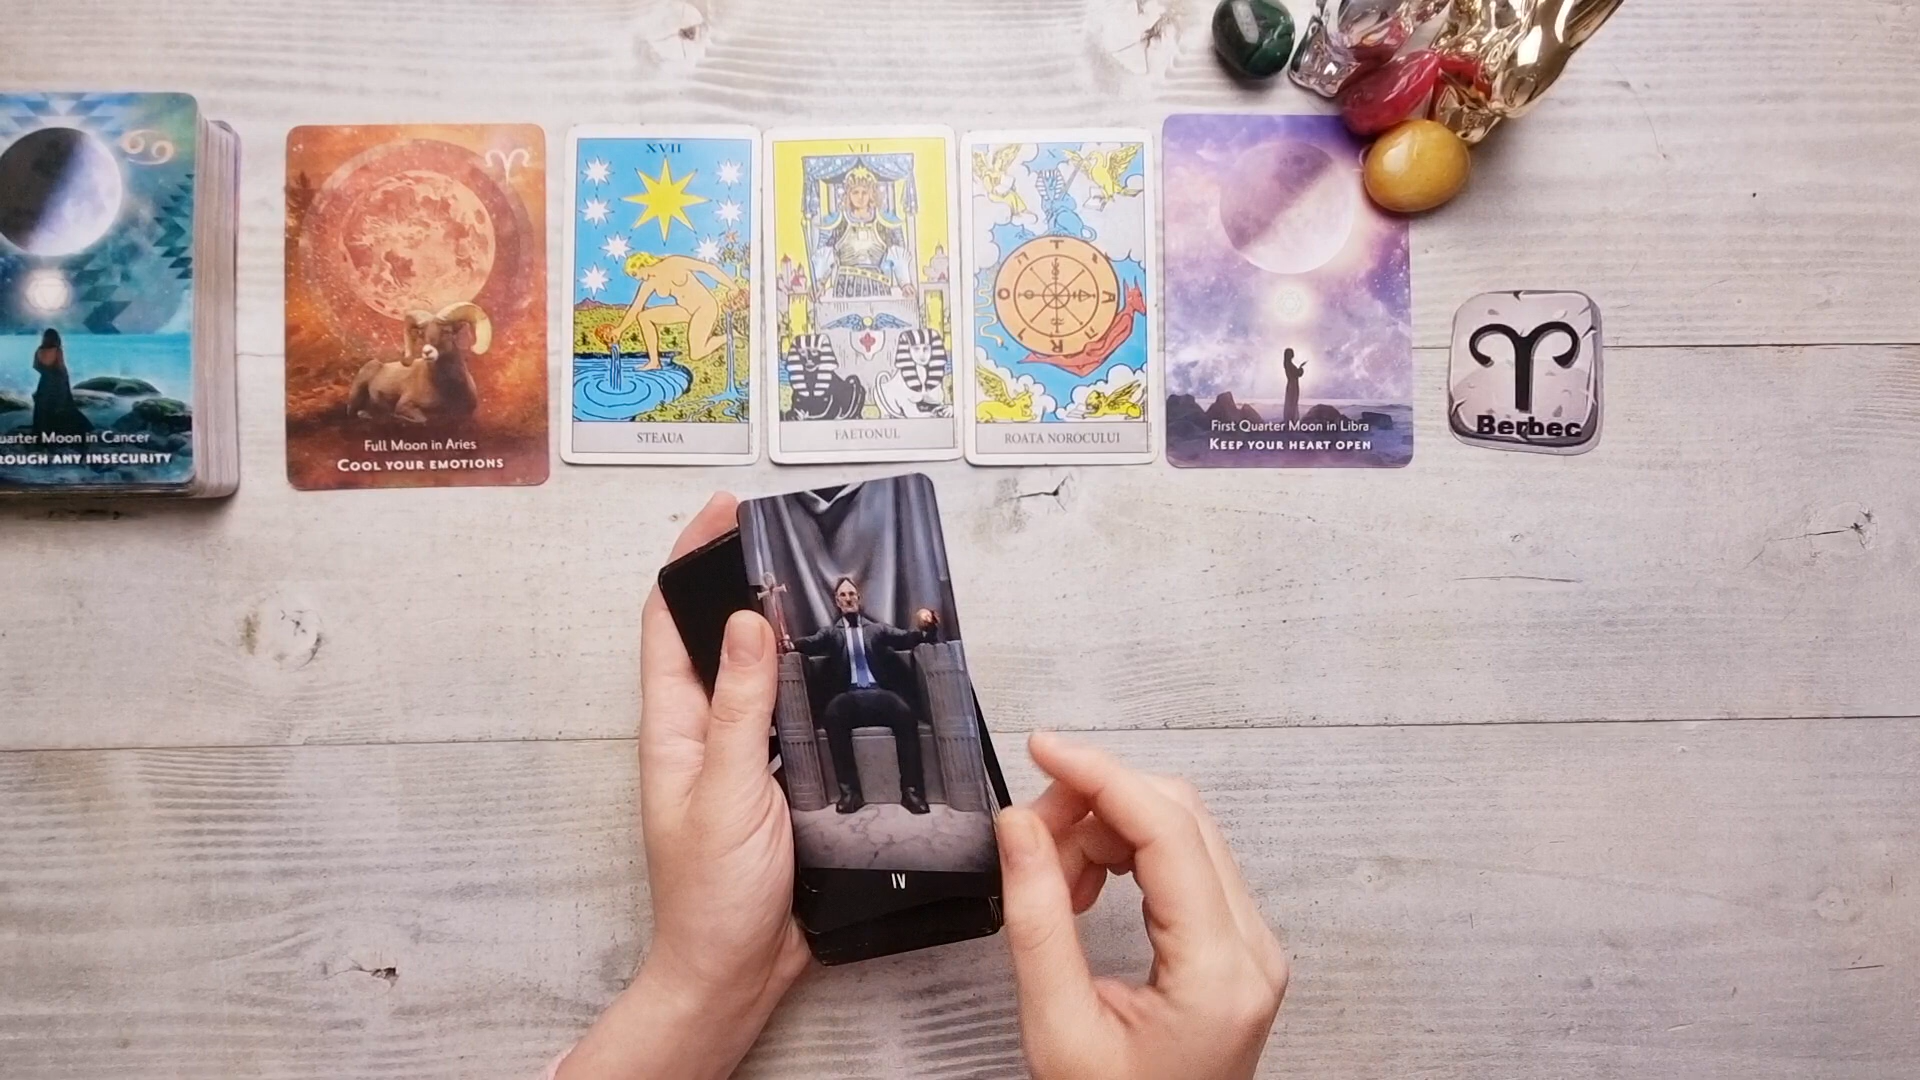 uarter Moon in Cancer
ROUGH ANY INSECURITY
Full Moon in Aries
COOL YOUR EMOTIONS
XVII
STEAUA
VII
FAETONUL
X
T
A
R
O
ROATA NOROCULUI
First Quarter Moon in Libra
KEEP YOUR HEART OPEN
Berbec
IV